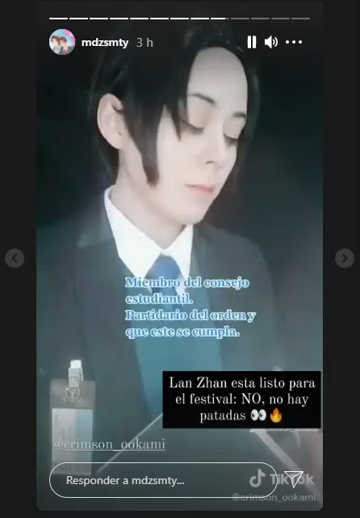 mdzsmty 3 h
Miembro del consejo
estudiantil.
Partidario del orden y
que este se cumpla.
Lan Zhan esta listo para
el festival: NO, no hay
patadas 👀🔥
@crimson_ookami
TikTok
@crimson_ookami
Responder a mdzsmty...